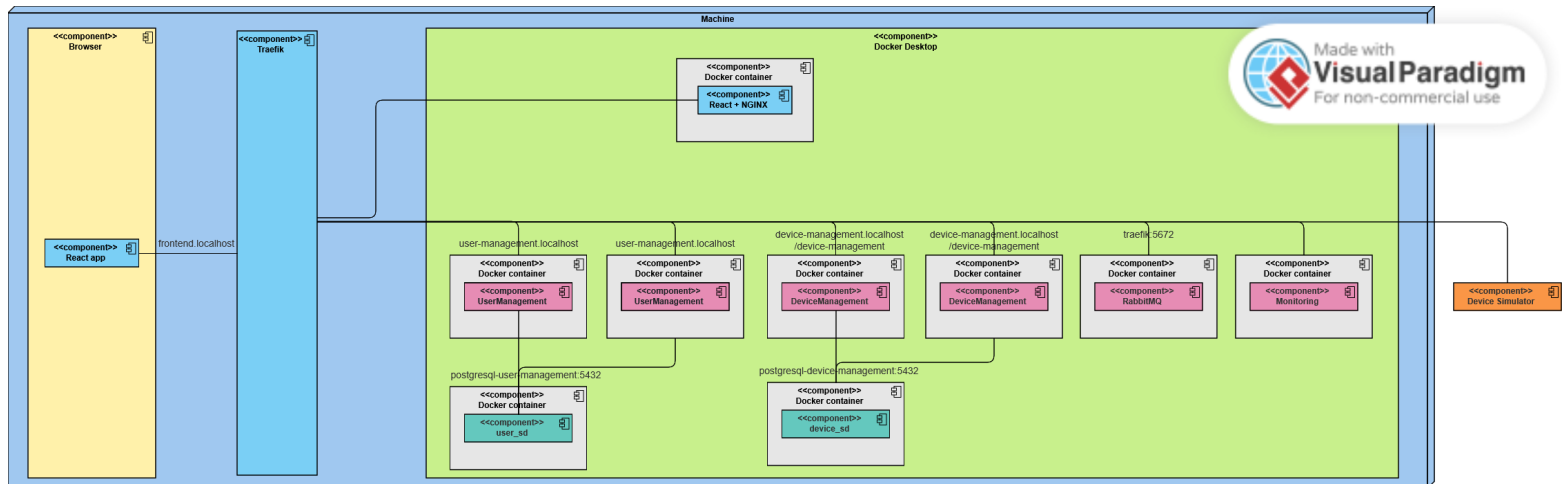 Machine
<<component>>
Browser
<<component>>
Traefik
<<component>>
Docker Desktop
Made with
Visual Paradigm
For non-commercial use
<<component>>
Docker container
<<component>>
React + NGINX
<<component>>
React app
frontend.localhost
user-management.localhost
user-management.localhost
device-management.localhost
/device-management
device-management.localhost
/device-management
traefik:5672
<<component>>
Docker container
<<component>>
UserManagement
<<component>>
Docker container
<<component>>
UserManagement
<<component>>
Docker container
<<component>>
DeviceManagement
<<component>>
Docker container
<<component>>
DeviceManagement
<<component>>
Docker container
<<component>>
RabbitMQ
<<component>>
Docker container
<<component>>
Monitoring
<<component>>
Device Simulator
postgresql-user-management:5432
postgresql-device-management:5432
<<component>>
Docker container
<<component>>
user_sd
<<component>>
Docker container
<<component>>
device_sd